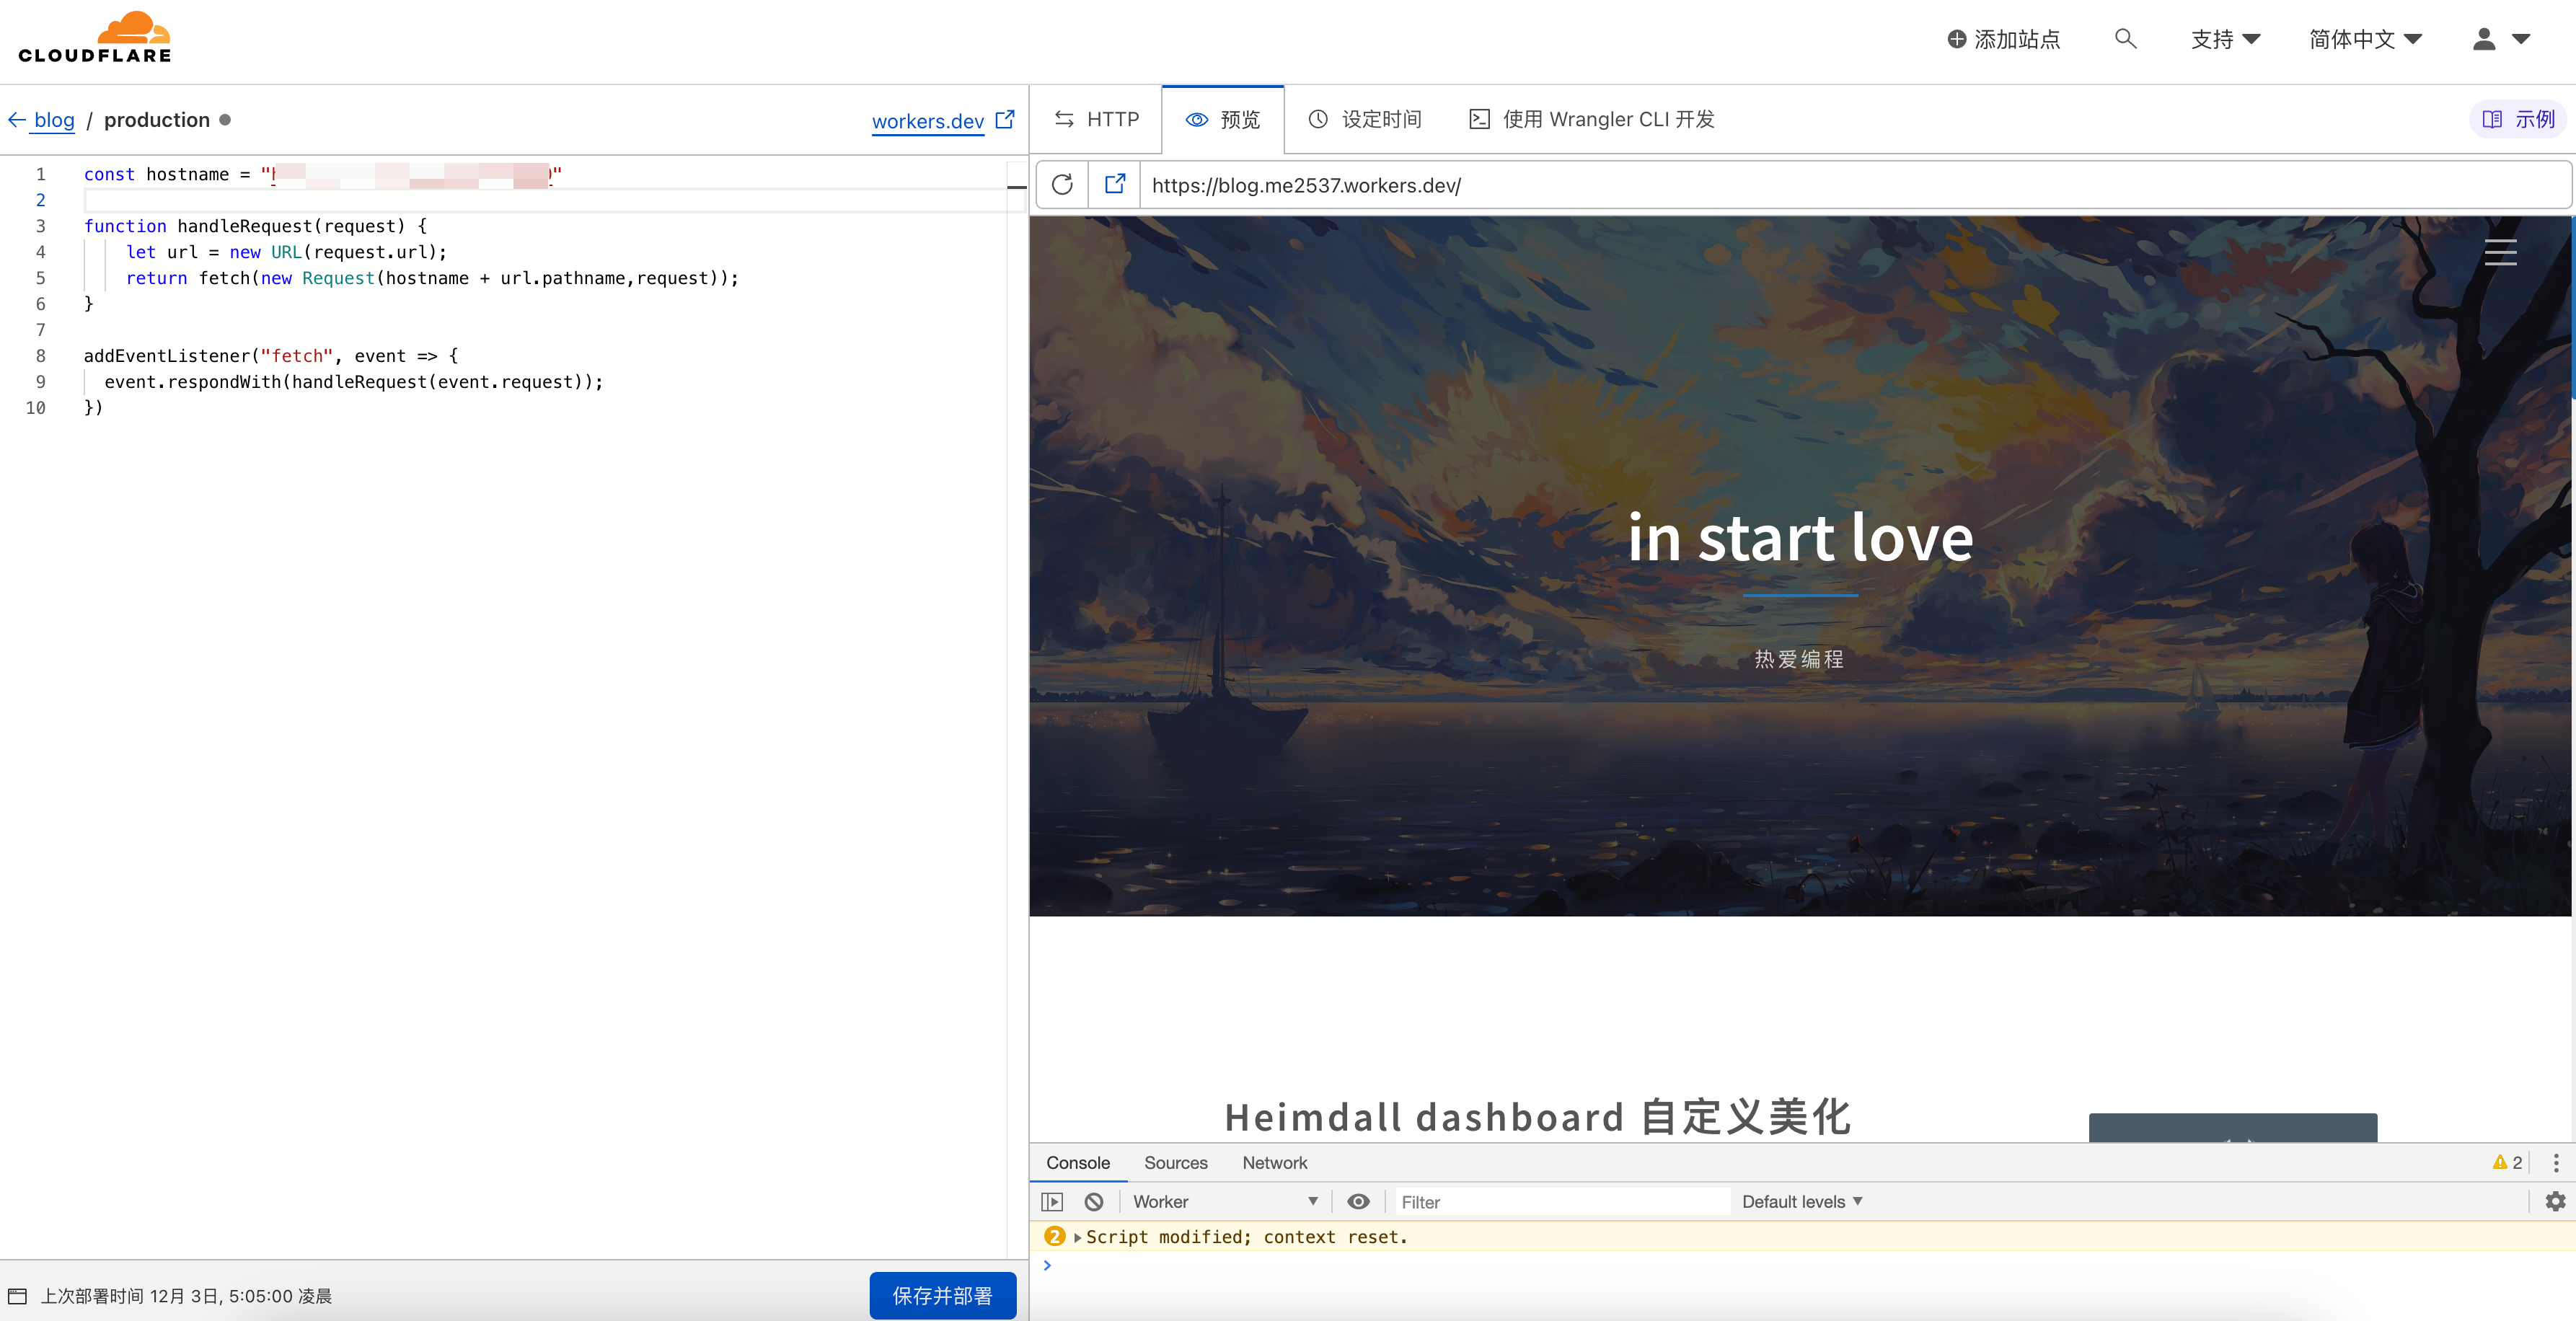 CLOUDFLARE
添加站点
支持
简体中文
blog / production
workers.dev
HTTP
预览
设定时间
使用 Wrangler CLI 开发
示例
https://blog.me2537.workers.dev/
1 const hostname = "
2
3 function handleRequest(request) {
4 let url = new URL(request.url);
5 return fetch(new Request(hostname + url.pathname,request));
6 }
7
8 addEventListener("fetch", event => {
9 event.respondWith(handleRequest(event.request));
10 })
in start love
热爱编程
Heimdall dashboard 自定义美化
Console Sources Network
2
Worker
Filter
Default levels
2 Script modified; context reset.
上次部署时间 12月 3日, 5:05:00 凌晨
保存并部署